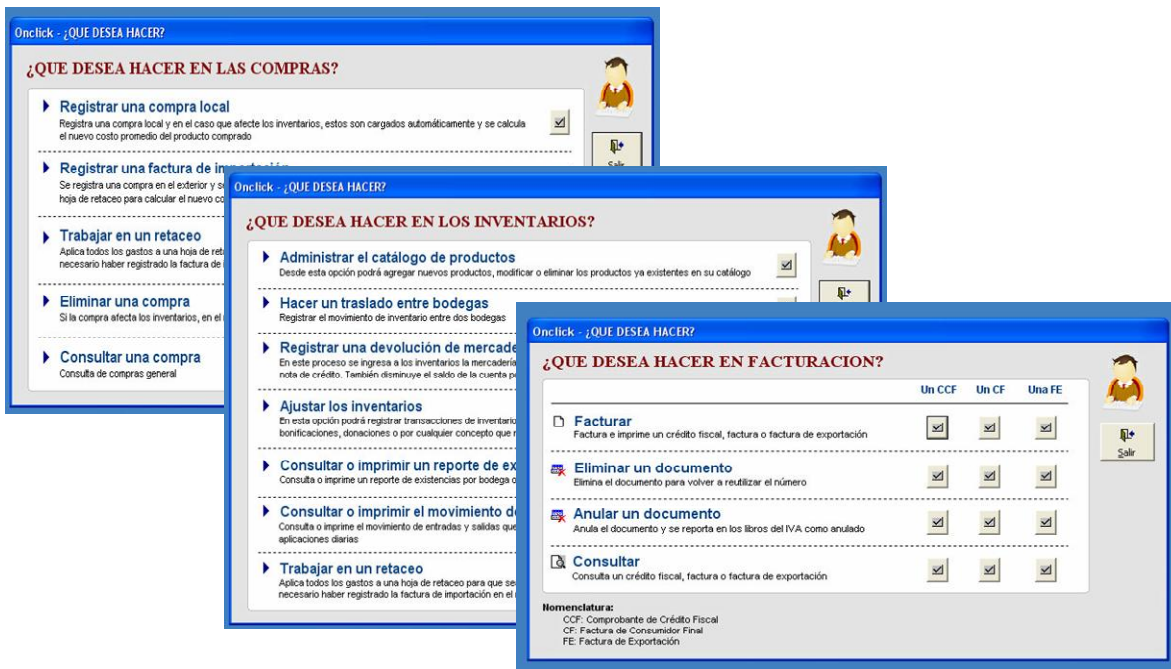 Onclick - ¿QUE DESEA HACER?
¿QUE DESEA HACER EN LAS COMPRAS?
Registrar una compra local
Registra una compra local y en el caso que afecte los inventarios, estos son cargados automáticamente y se calcula
el nuevo costo promedio del producto comprado
Salir
Registrar una factura de importación
Se registra una compra en el exterior y
hoja de retaceo para calcular el nuevo
Trabajar en un retaceo
Aplica todos los gastos a una hoja de
necesario haber registrado la factura de
Eliminar una compra
Si la compra afecta los inventarios, en el
Consultar una compra
Consulta de compras general
Onclick - ¿QUE DESEA HACER?
¿QUE DESEA HACER EN LOS INVENTARIOS?
Administrar el catálogo de productos
Desde esta opción podrá agregar nuevos productos, modificar o eliminar los productos ya existentes en su catálogo
Hacer un traslado entre bodegas
Registrar el movimiento de inventario entre dos bodegas
Registrar una devolución de
En este proceso se ingresa a los inventarios la mercadería
nota de crédito. También disminuye el saldo de la cuenta
Ajustar los inventarios
En esta opción podrá registrar transacciones de inventario
bonificaciones, donaciones o por cualquier concepto que
Consultar o imprimir un reporte de
Consulta o imprime un reporte de existencias por bodega o
Consultar o imprimir el movimiento
Consulta o imprime el movimiento de entradas y salidas que
aplicaciones diarias
Trabajar en un retaceo
Aplica todos los gastos a una hoja de retaceo para que
necesario haber registrado la factura de importación en el
Onclick - ¿QUE DESEA HACER?
¿QUE DESEA HACER EN FACTURACION?
Un CCF Un CF Una FE
Facturar
Factura e imprime un crédito fiscal, factura o factura de exportación
Salir
Eliminar un documento
Elimina el documento para volver a reutilizar el número
Anular un documento
Anula el documento y se reporta en los libros del IVA como anulado
Consultar
Consulta un crédito fiscal, factura o factura de exportación
Nomenclatura:
CCF: Comprobante de Crédito Fiscal
CF: Factura de Consumidor Final
FE: Factura de Exportación